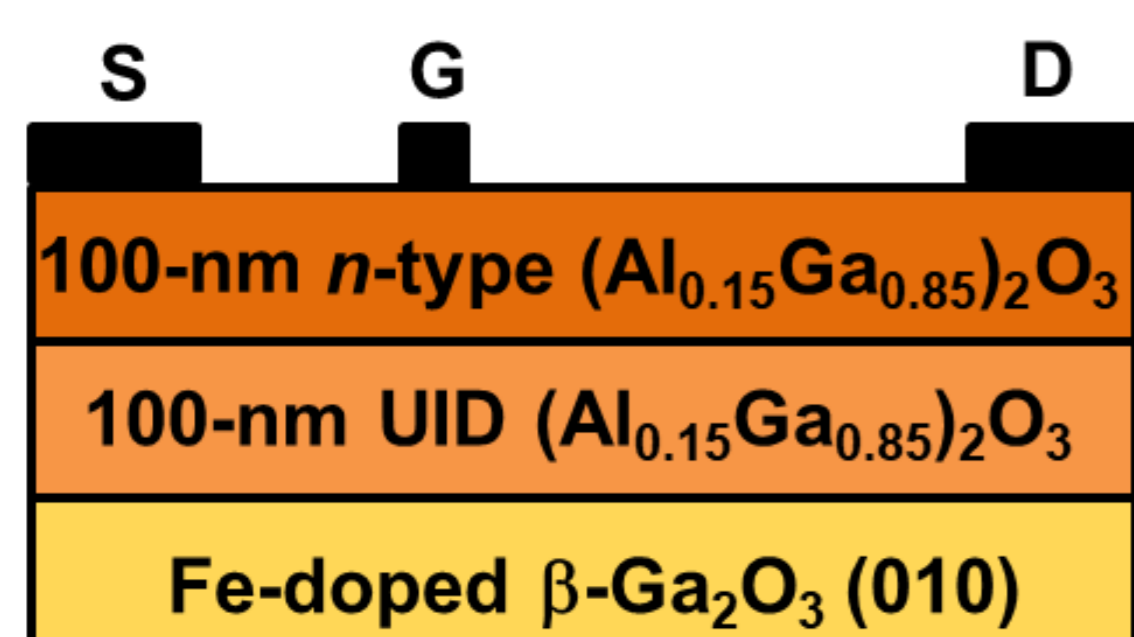 S G D
100-nm n-type (Al₀.₁₅Ga₀.₈₅)₂O₃
100-nm UID (Al₀.₁₅Ga₀.₈₅)₂O₃
Fe-doped β-Ga₂O₃ (010)